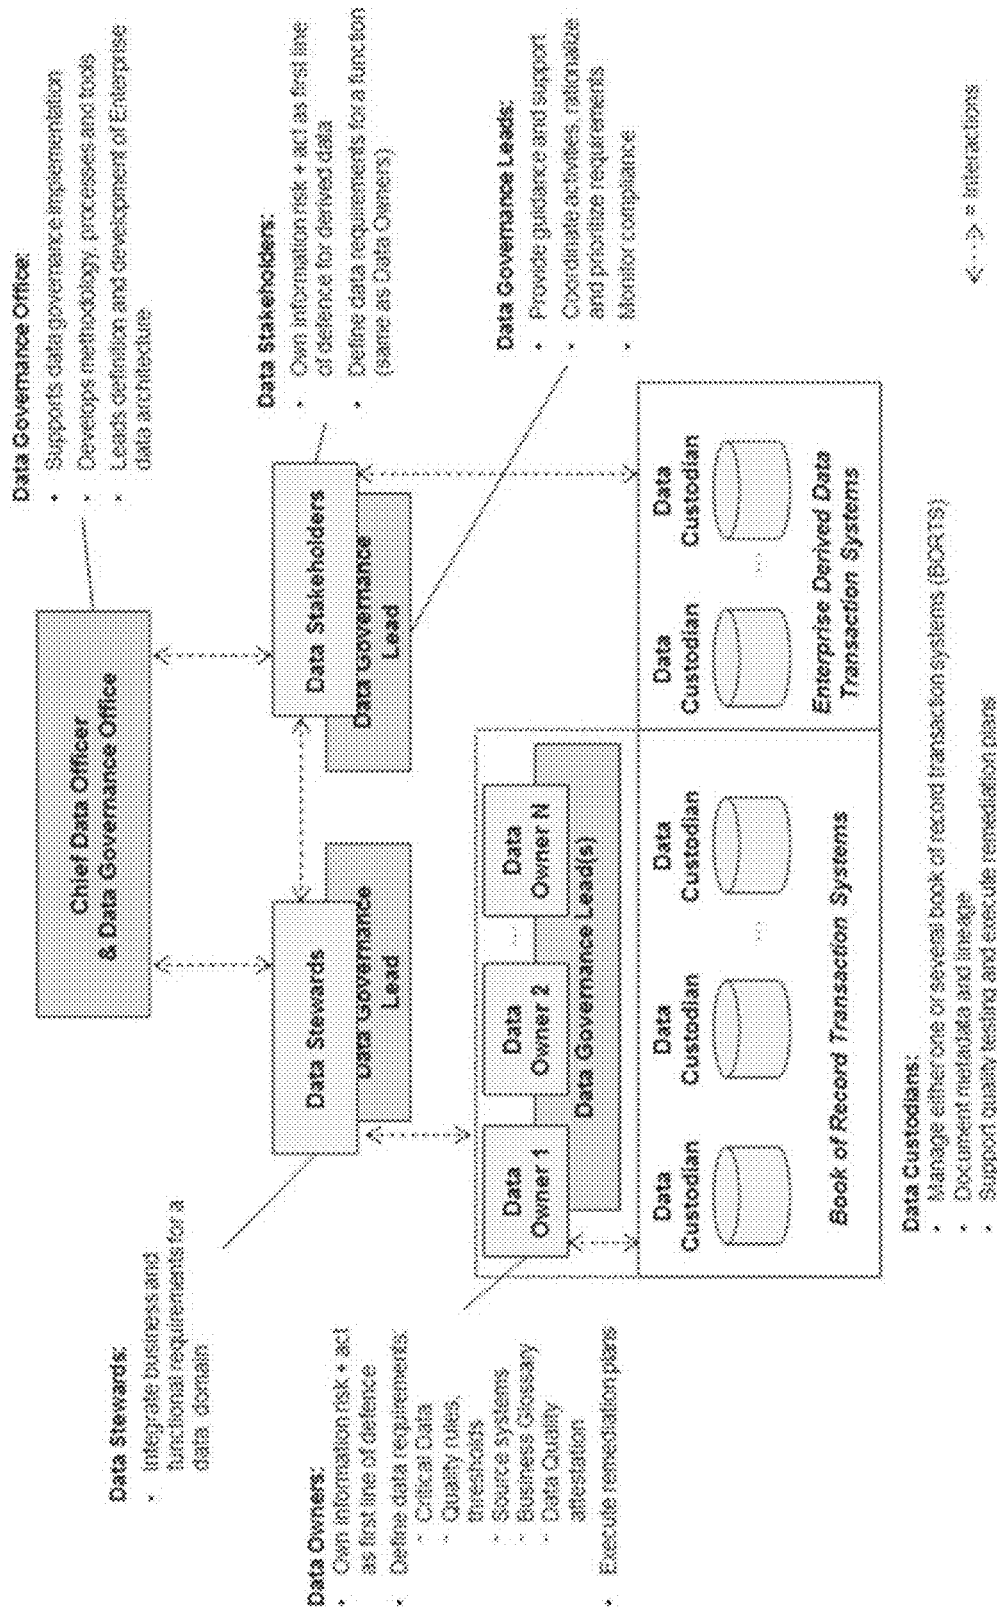 Data Governance Office:
• Supports data governance implementation
• Develops methodology, processes and tools
• Leads definition and development of Enterprise
data architecture
Chief Data Officer
& Data Governance Office
Data Stewards:
• Integrate business and
functional requirements for a
data domain
Data Stakeholders:
• Own information risk + act as first line
of defence for derived data
• Define data requirements for a function
(same as Data Owners)
Data Stewards
Data Governance
Lead
Data Stakeholders
Data Governance
Lead
Data Owners:
• Own information risk + act
as first line of defence
• Define data requirements:
- Critical Data
- Quality rules,
thresholds
- Source systems
- Business Glossary
- Data Quality
attestation
• Execute remediation plans
Data Governance Leads:
• Provide guidance and support
• Coordinate activities, rationalize
and prioritize requirements
• Monitor compliance
Data
Owner 1
Data
Owner 2
...
Data
Owner N
Data Governance Lead(s)
Data
Custodian
Data
Custodian
...
Data
Custodian
Book of Record Transaction Systems
Data
Custodian
...
Data
Custodian
Enterprise Derived Data
Transaction Systems
Data Custodians:
• Manage either one or several book of record transaction systems (BORTS)
• Document metadata and lineage
• Support quality testing and execute remediation plans
<--> = Interactions